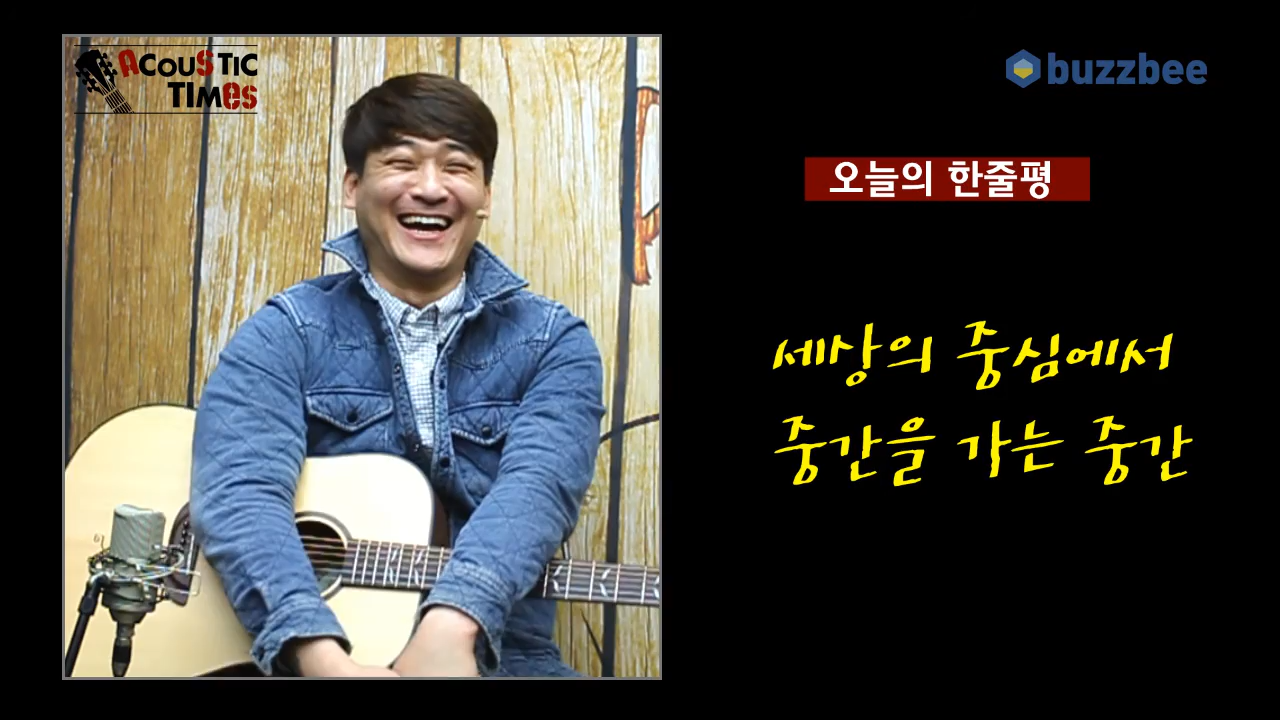 ACOUSTIC
TIMES
buzzbee
오늘의 한줄평
세상의 중심에서
중간을 가는 중간